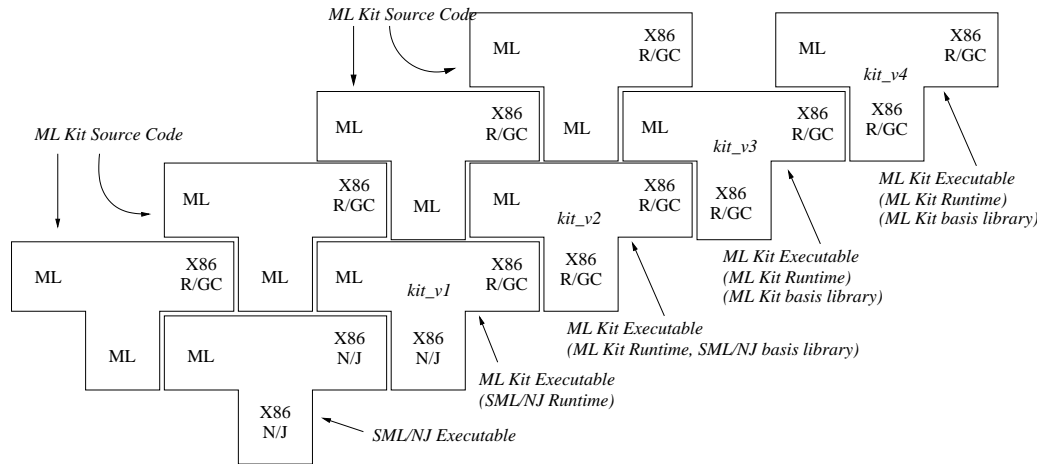 ML Kit Source Code
ML
X86
R/GC
ML
X86
R/GC
kit_v4
X86
R/GC
ML
ML
X86
R/GC
ML
X86
R/GC
kit_v3
X86
R/GC
ML
ML Kit Source Code
ML Kit Executable
(ML Kit Runtime)
(ML Kit basis library)
ML
X86
R/GC
ML
X86
R/GC
kit_v2
X86
R/GC
ML
ML Kit Executable
(ML Kit Runtime)
(ML Kit basis library)
ML
X86
R/GC
ML
X86
R/GC
kit_v1
X86
N/J
ML
ML Kit Executable
(ML Kit Runtime, SML/NJ basis library)
ML
X86
N/J
X86
N/J
ML Kit Executable
(SML/NJ Runtime)
SML/NJ Executable